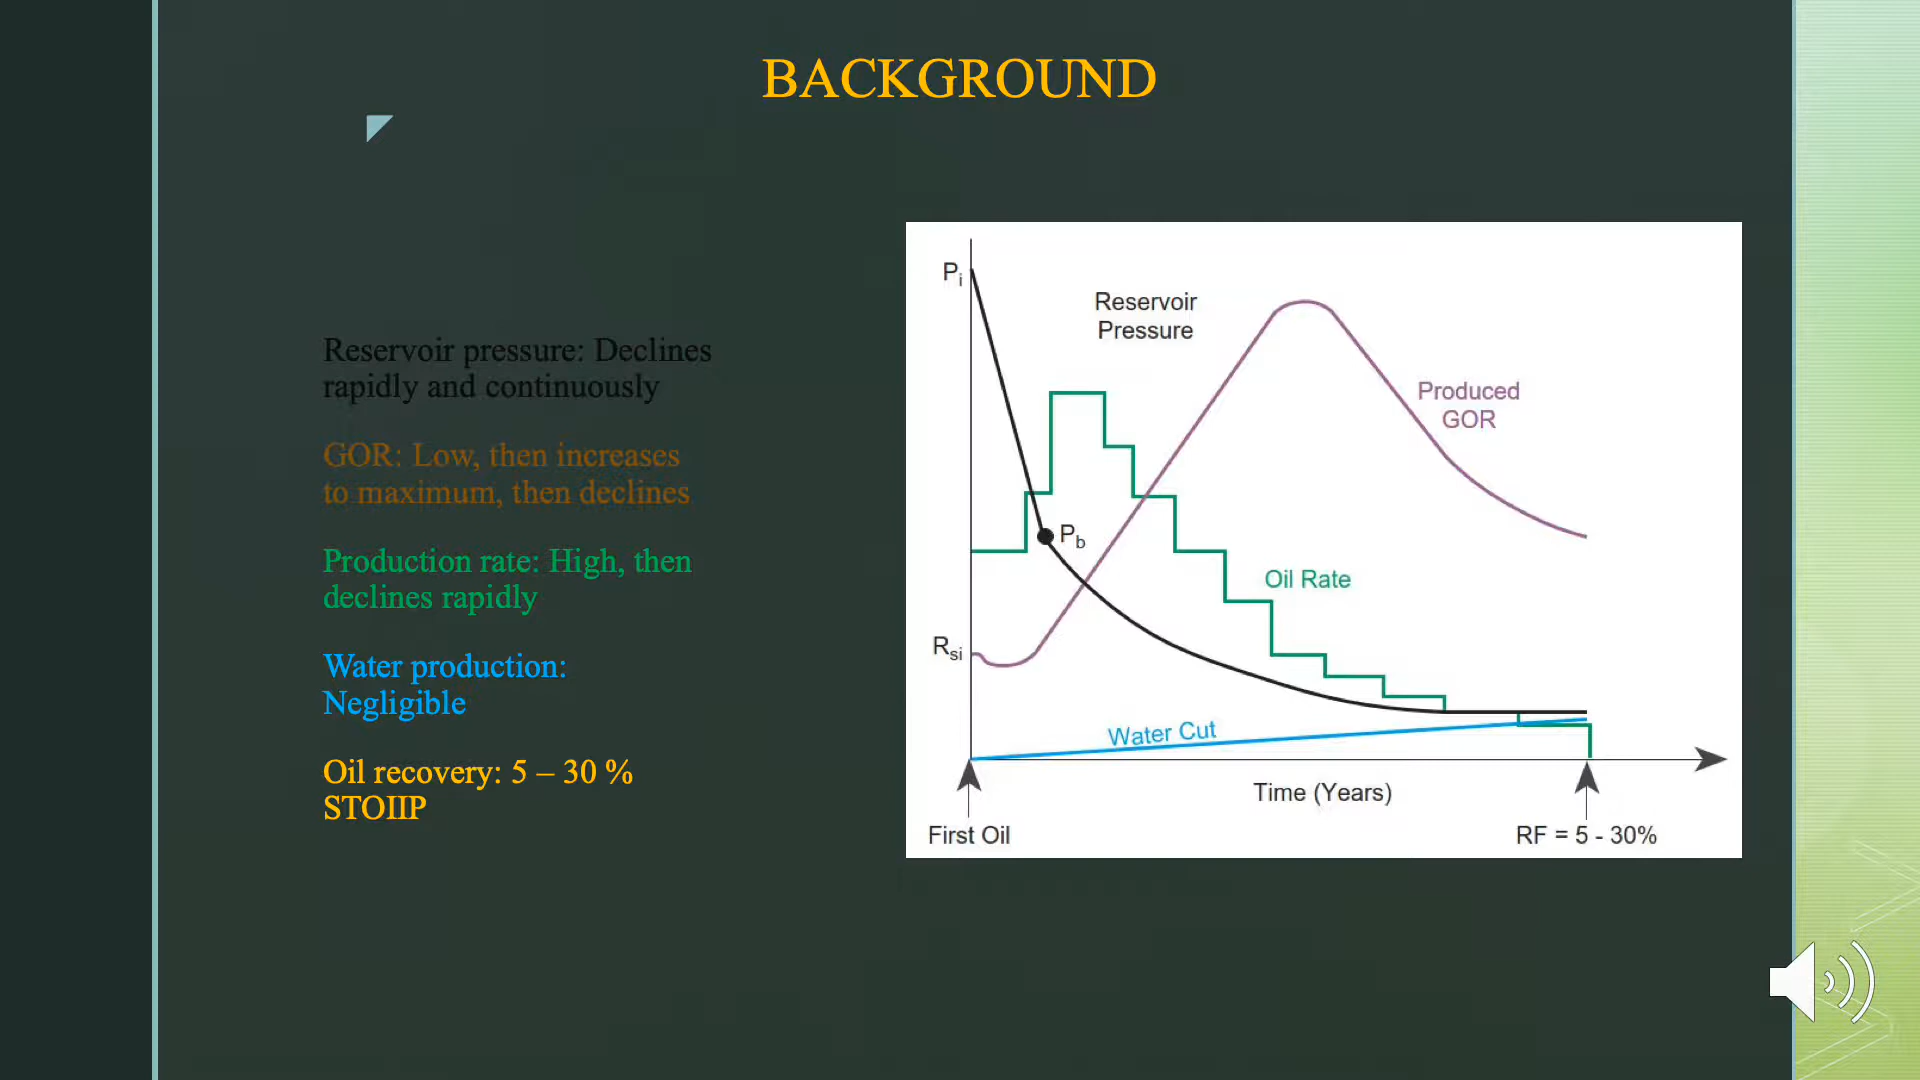 BACKGROUND
Reservoir pressure: Declines
rapidly and continuously
GOR: Low, then increases
to maximum, then declines
Production rate: High, then
declines rapidly
Water production:
Negligible
Oil recovery: 5 – 30 %
STOIIP
Pi
Reservoir
Pressure
Produced
GOR
Pb
Oil Rate
Rsi
Water Cut
Time (Years)
First Oil
RF = 5 - 30%